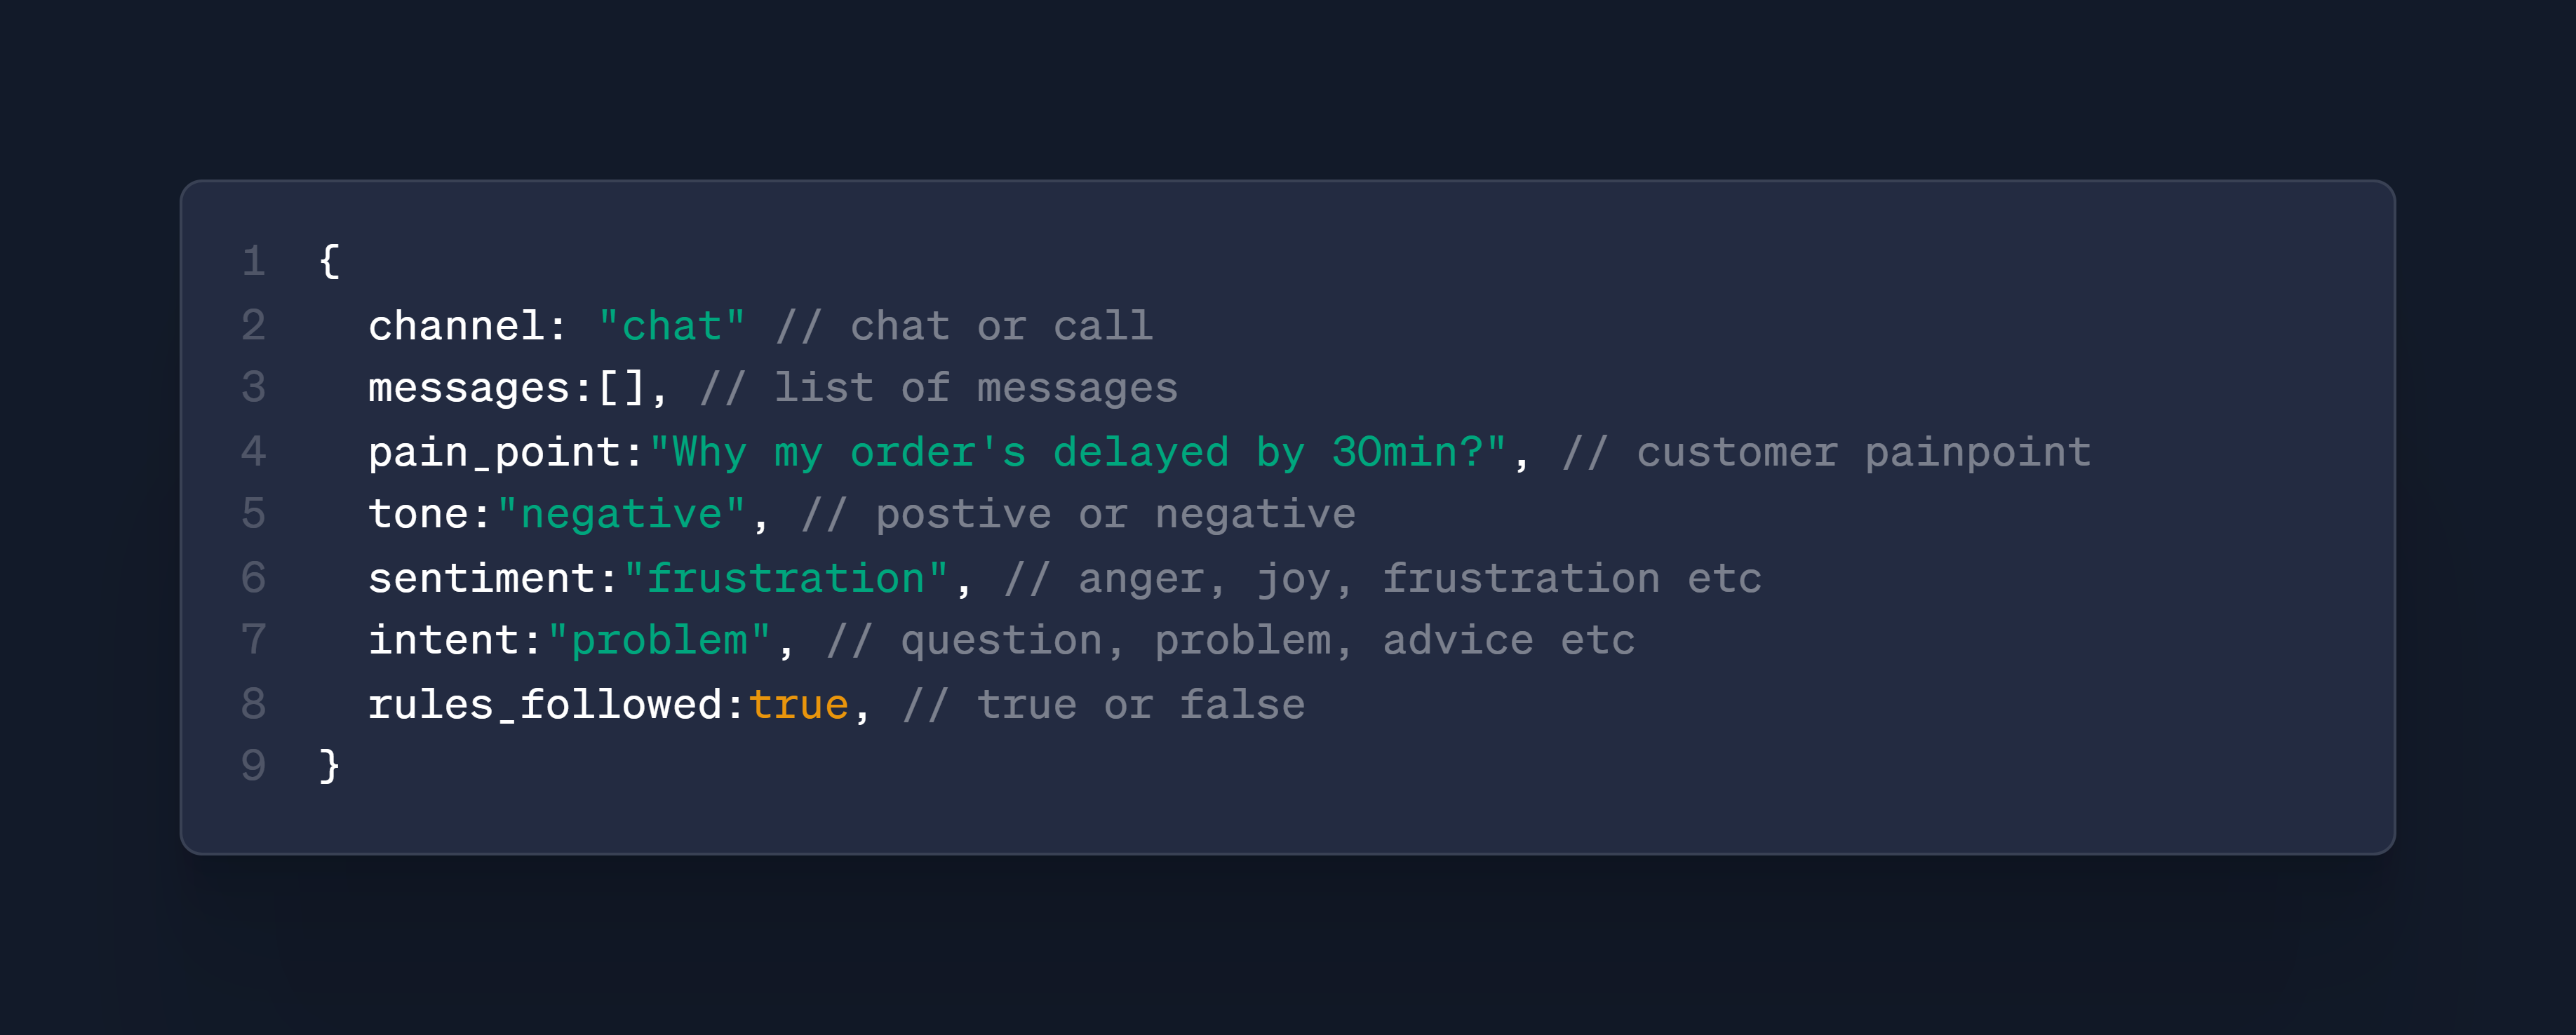 1 {
2 channel: "chat" // chat or call
3 messages:[], // list of messages
4 pain_point:"Why my order's delayed by 30min?", // customer painpoint
5 tone:"negative", // postive or negative
6 sentiment:"frustration", // anger, joy, frustration etc
7 intent:"problem", // question, problem, advice etc
8 rules_followed:true, // true or false
9 }